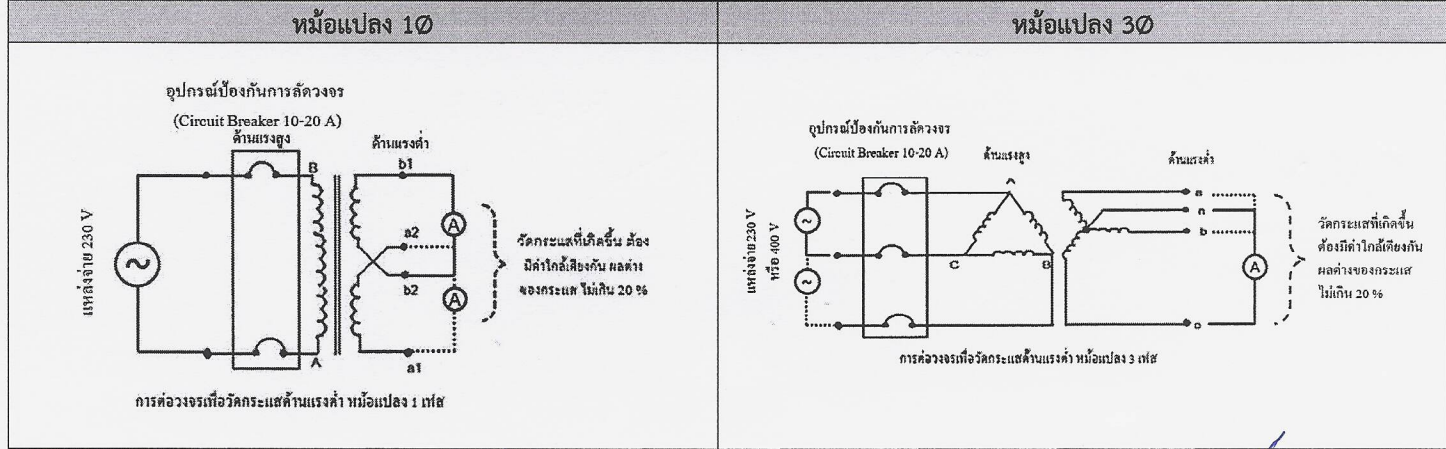 หม้อแปลง 1Ø
อุปกรณ์ป้องกันการลัดวงจร
(Circuit Breaker 10-20 A)
ด้านแรงสูง
ด้านแรงต่ำ
แหล่งจ่าย 230 V
~
B
A
b1
a2
b2
a1
A
A
วัดกระแสที่เกิดขึ้น ต้อง
มีค่าใกล้เคียงกัน ผลต่าง
ของกระแส ไม่เกิน 20 %
การต่อวงจรเพื่อวัดกระแสด้านแรงต่ำ หม้อแปลง 1 เฟส
หม้อแปลง 3Ø
อุปกรณ์ป้องกันการลัดวงจร
(Circuit Breaker 10-20 A)
ด้านแรงสูง
ด้านแรงต่ำ
แหล่งจ่าย 230 V
หรือ 400 V
~
~
A
C
B
a
n
b
c
A
วัดกระแสที่เกิดขึ้น
ต้องมีค่าใกล้เคียงกัน
ผลต่างของกระแส
ไม่เกิน 20 %
การต่อวงจรเพื่อวัดกระแสด้านแรงต่ำ หม้อแปลง 3 เฟส